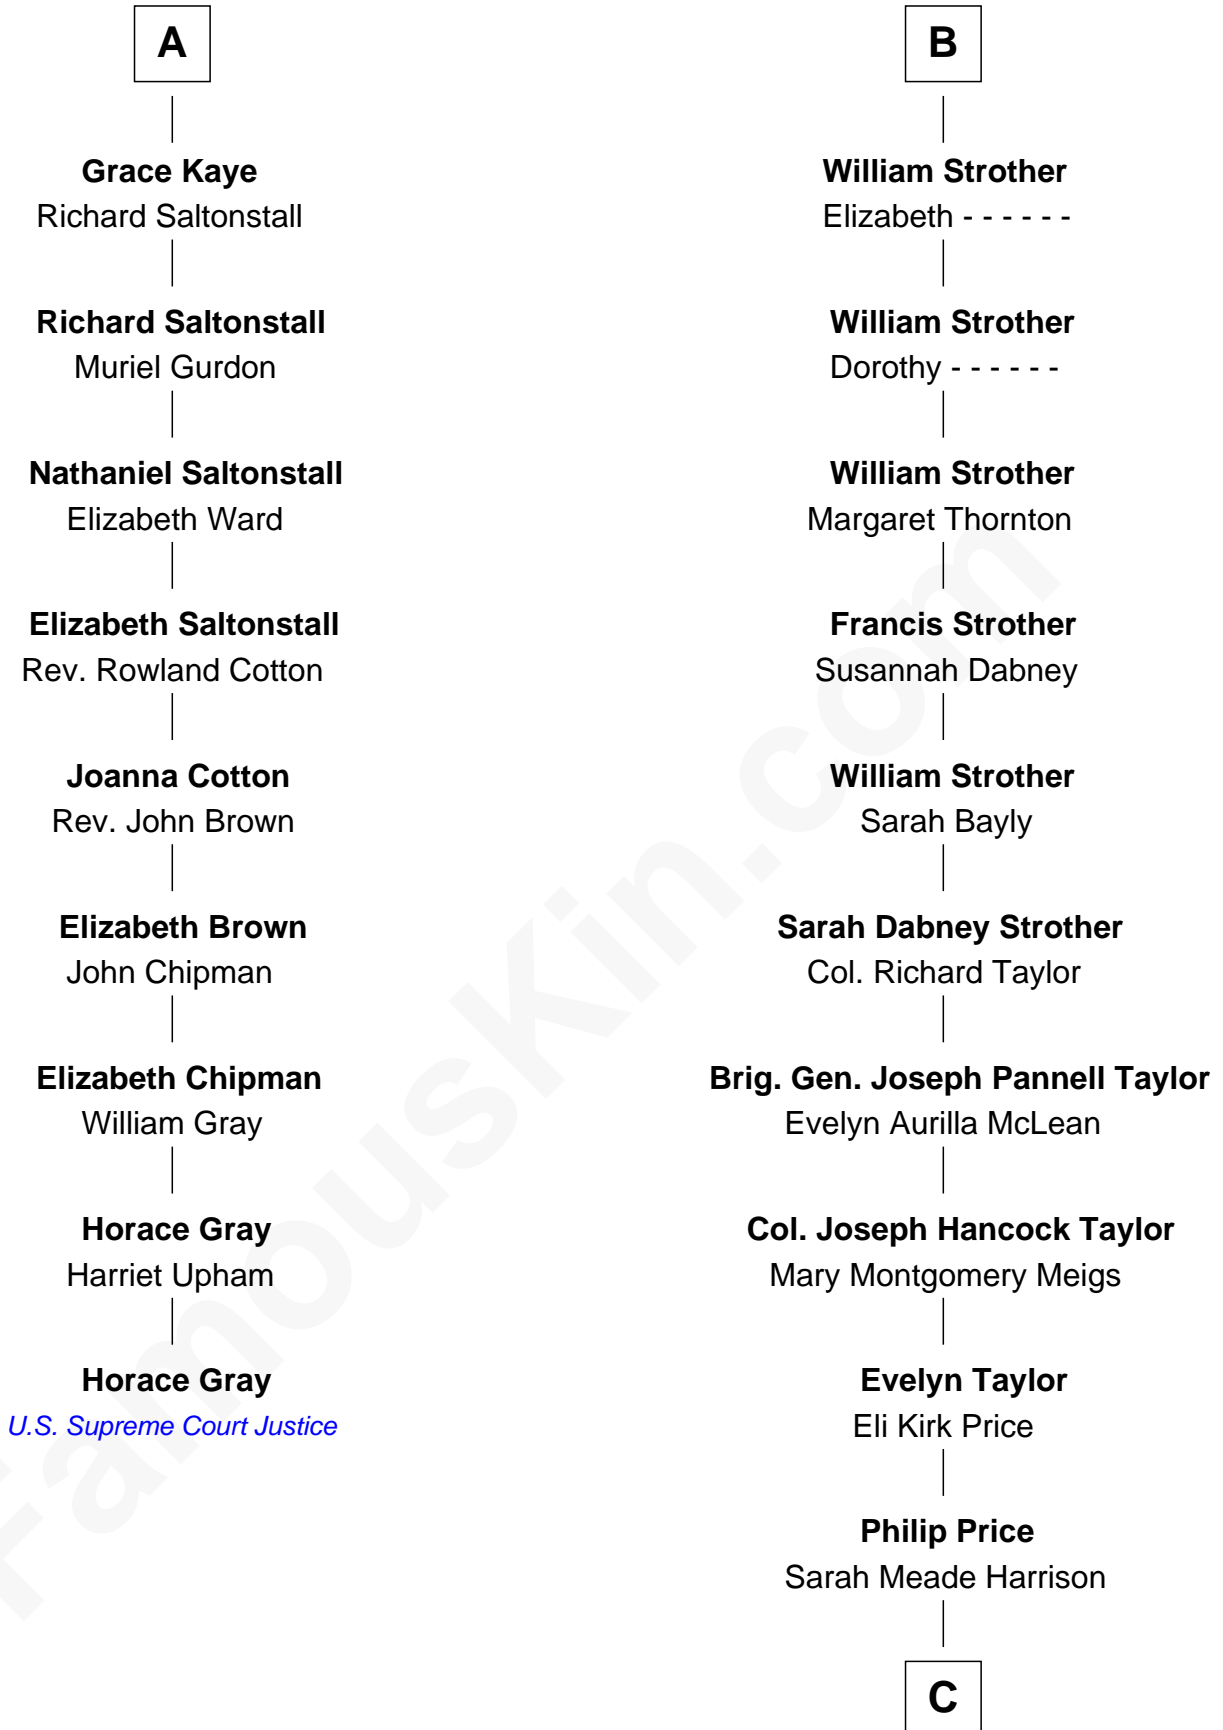 A
Grace Kaye
Richard Saltonstall
Richard Saltonstall
Muriel Gurdon
Nathaniel Saltonstall
Elizabeth Ward
Elizabeth Saltonstall
Rev. Rowland Cotton
Joanna Cotton
Rev. John Brown
Elizabeth Brown
John Chipman
Elizabeth Chipman
William Gray
Horace Gray
Harriet Upham
Horace Gray
U.S. Supreme Court Justice
B
William Strother
Elizabeth - - - - - -
William Strother
Dorothy - - - - - -
William Strother
Margaret Thornton
Francis Strother
Susannah Dabney
William Strother
Sarah Bayly
Sarah Dabney Strother
Col. Richard Taylor
Brig. Gen. Joseph Pannell Taylor
Evelyn Aurilla McLean
Col. Joseph Hancock Taylor
Mary Montgomery Meigs
Evelyn Taylor
Eli Kirk Price
Philip Price
Sarah Meade Harrison
C
FamousKin.com